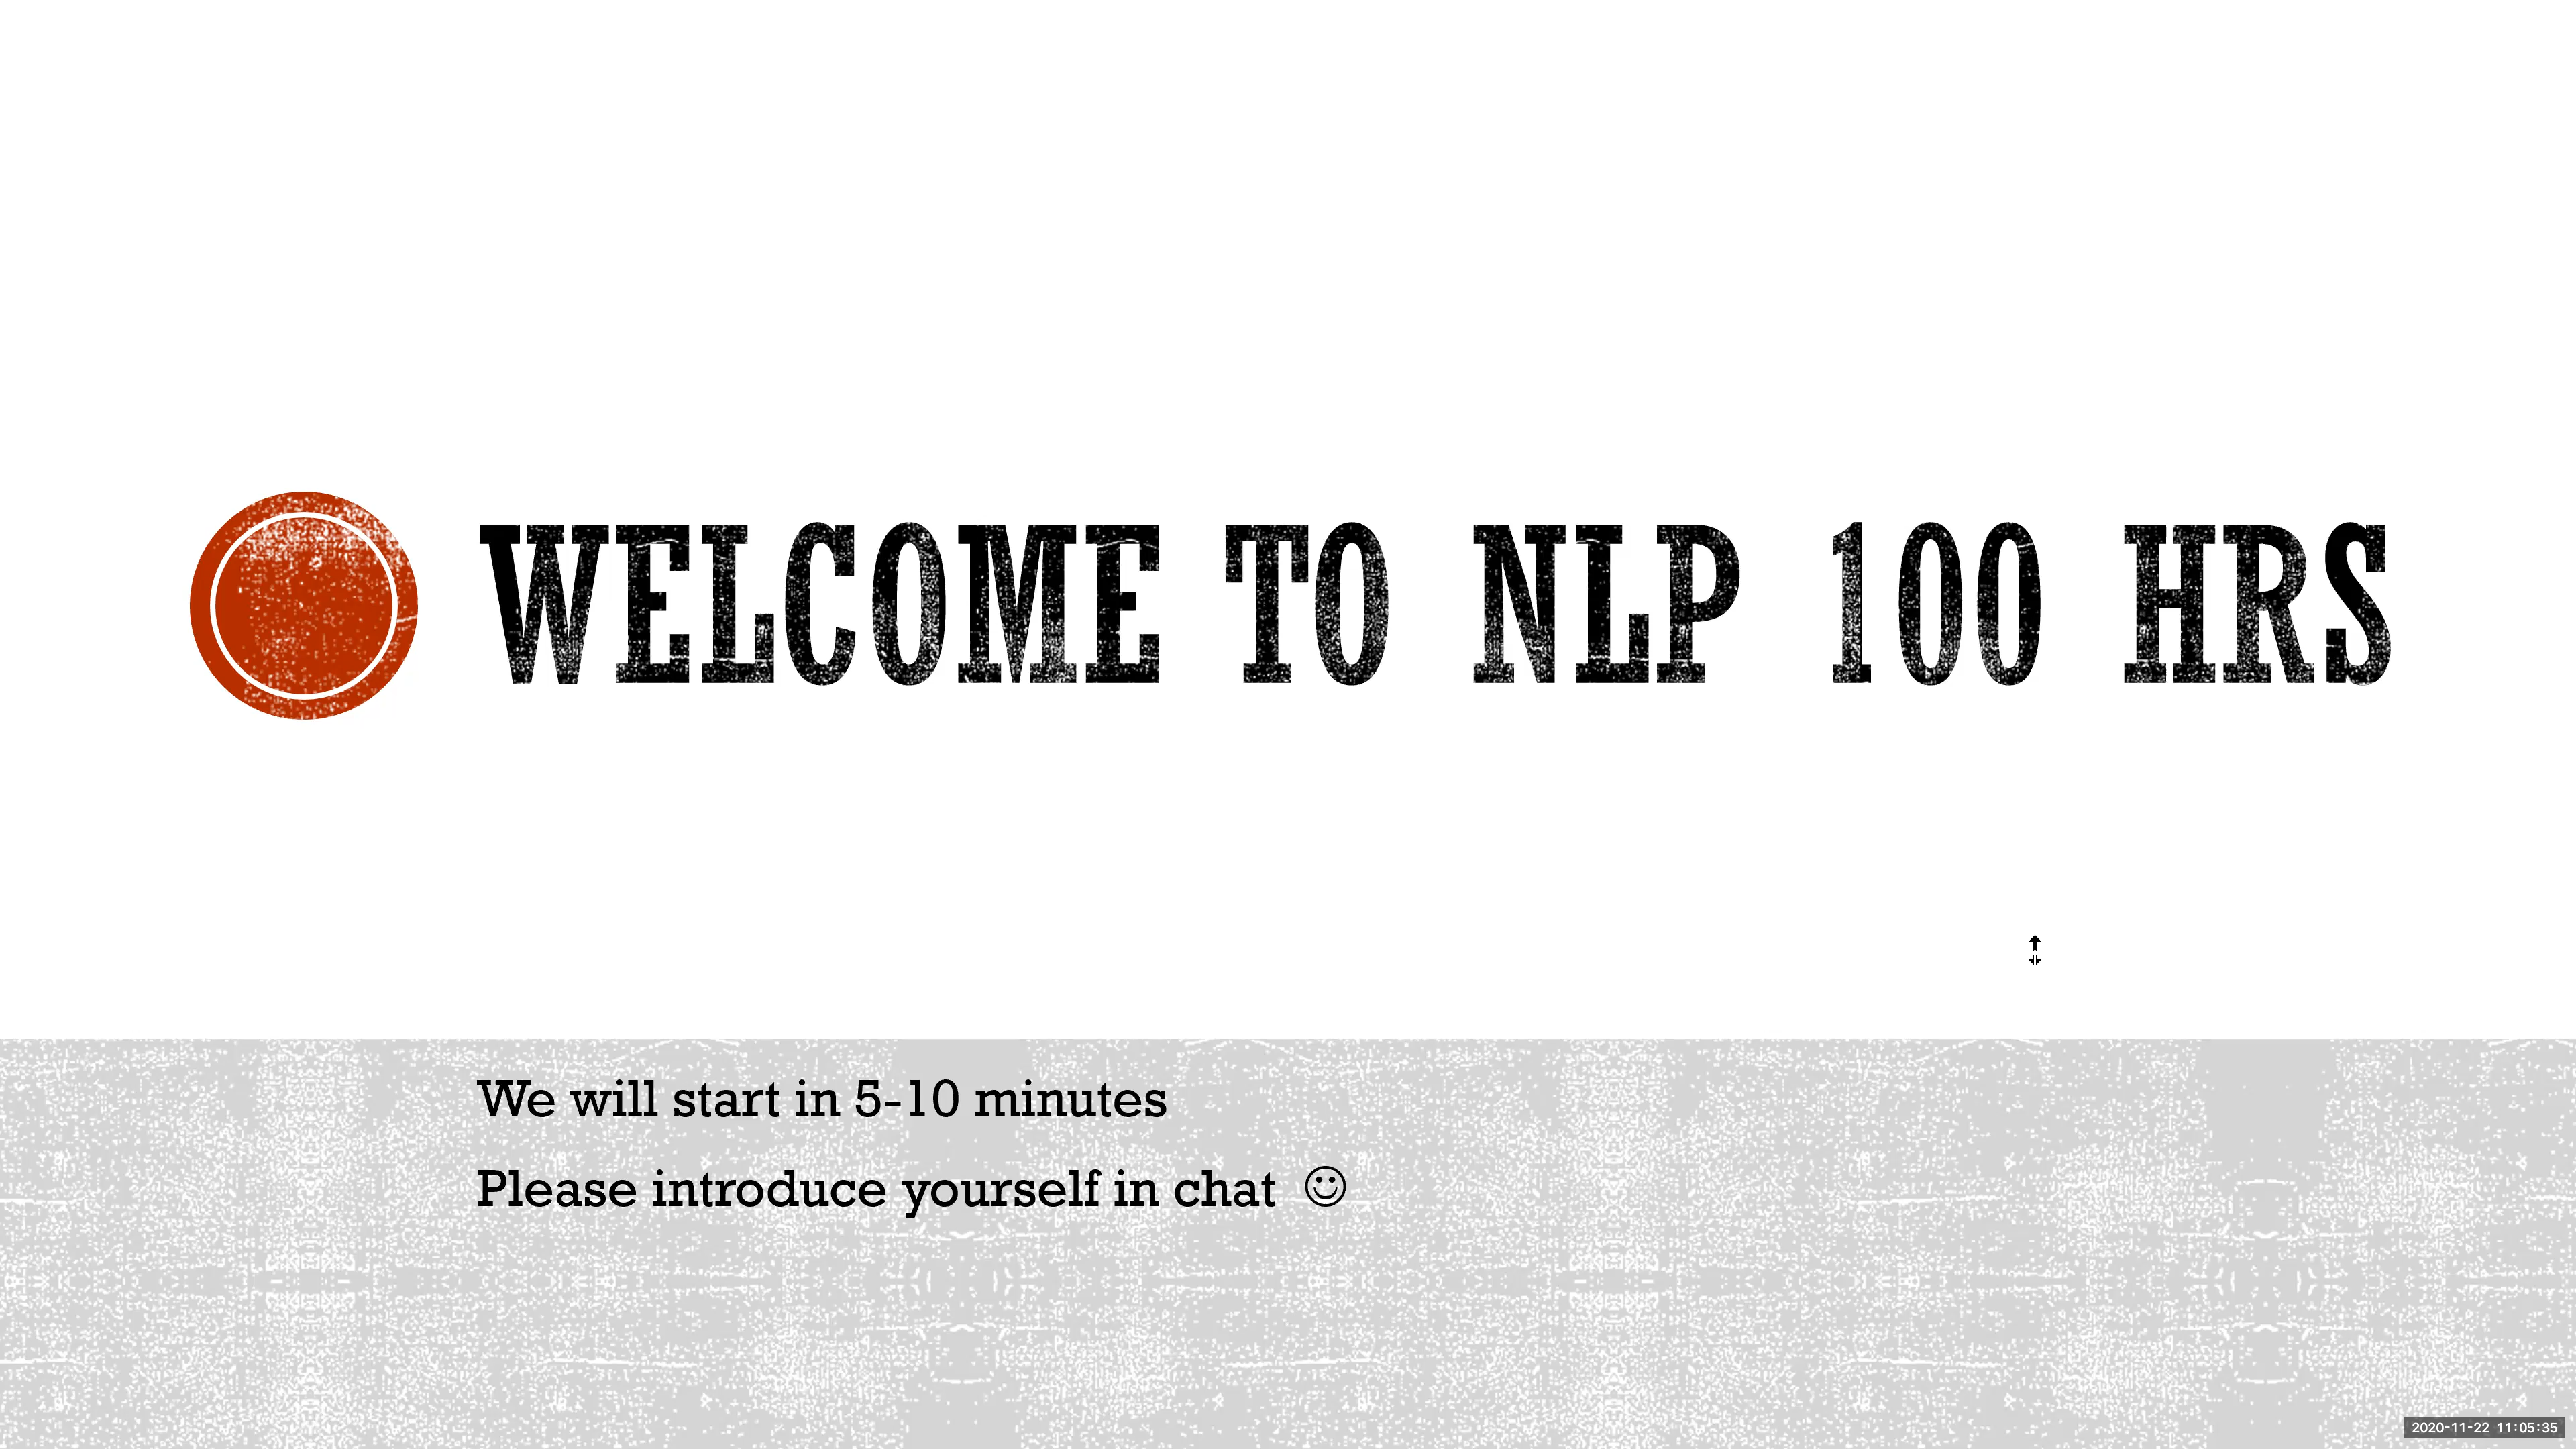 WELCOME TO NLP 100 HRS
We will start in 5-10 minutes
Please introduce yourself in chat ☺
2020-11-22 11:05:35